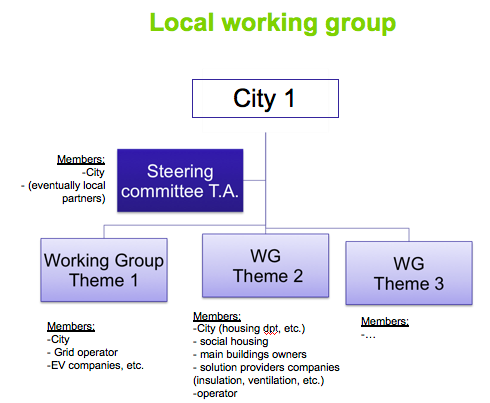 Local working group
City 1
Members:
-City
- (eventually local
partners)
Steering
committee T.A.
Working Group
Theme 1
WG
Theme 2
WG
Theme 3
Members:
-City
- Grid operator
-EV companies, etc.
Members:
-City (housing dpt, etc.)
- social housing
- main buildings owners
- solution providers companies
(insulation, ventilation, etc.)
-operator
Members:
-...